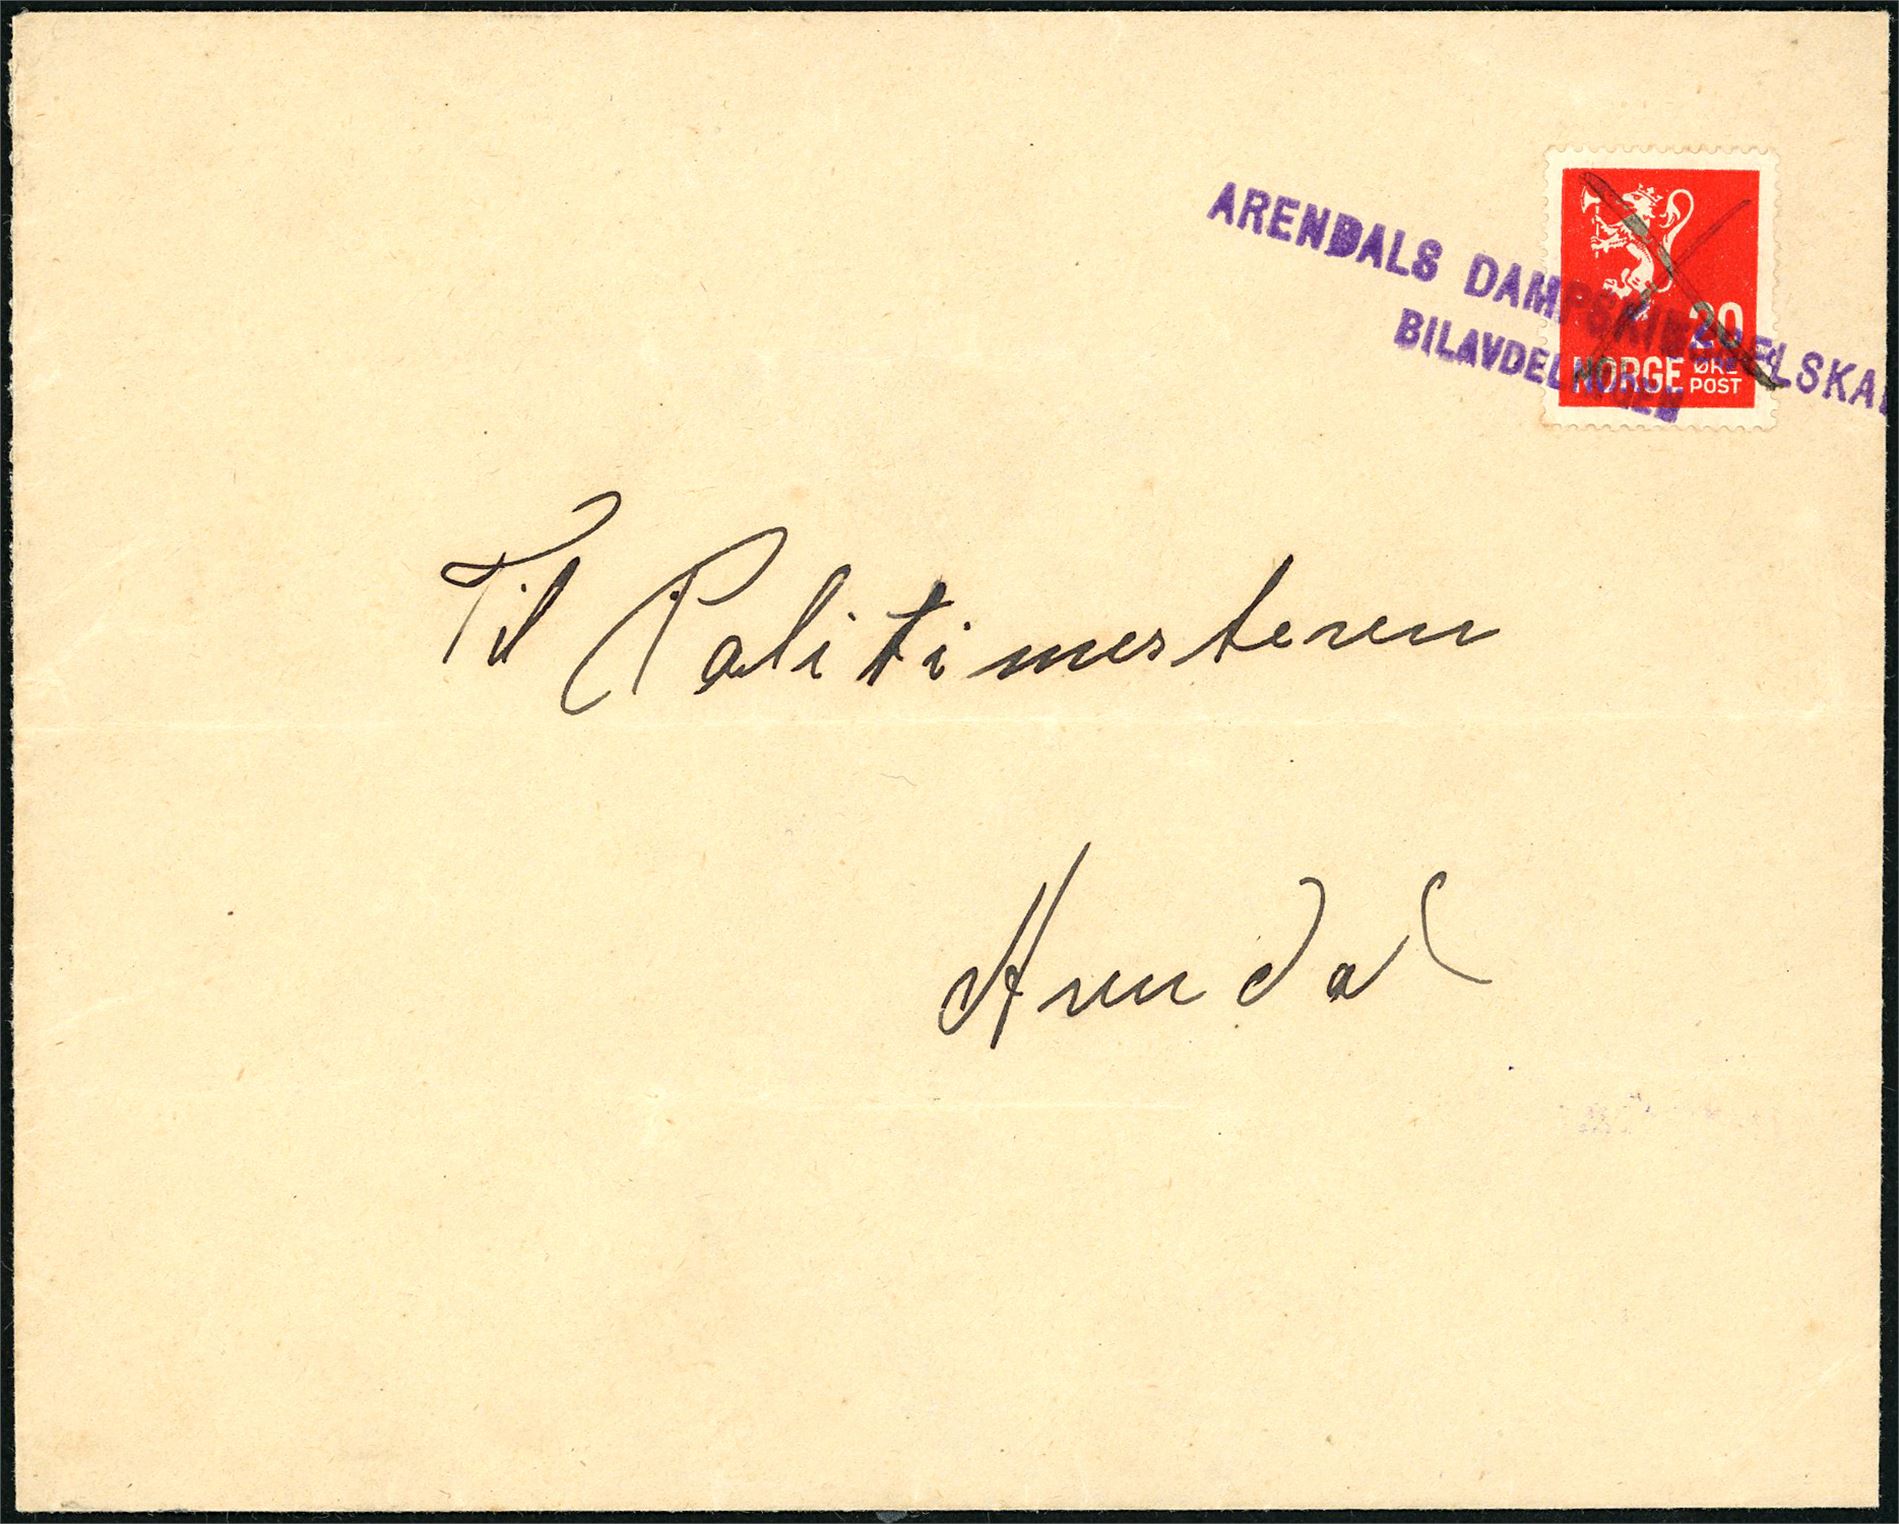 ARENDALS DAMPSKIBSSELSKAB
BILAVDELINGEN
20
NORGE ØRE
POST
Til Politimesteren
Arendal